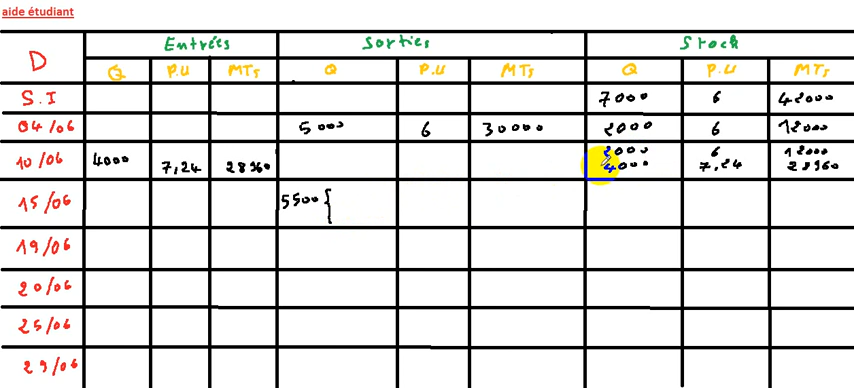 aide étudiant
D Entrées Sorties Stock
Q P.U MTs Q P.U MTs Q P.U MTs
S.I 7000 6 42000
04/06 5000 6 30000 2000 6 12000
10/06 4000 7,24 28960 2000 6 12000
4000 7,24 28960
15/06 5500
19/06
20/06
25/06
29/06